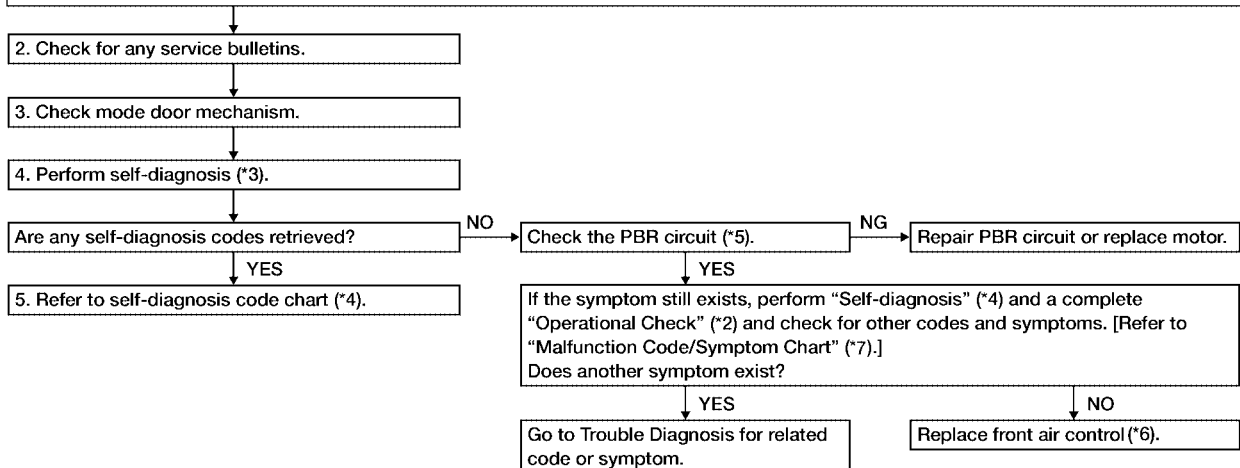 2. Check for any service bulletins.
3. Check mode door mechanism.
4. Perform self-diagnosis (*3).
Are any self-diagnosis codes retrieved?
NO
Check the PBR circuit (*5).
NG
Repair PBR circuit or replace motor.
YES
YES
5. Refer to self-diagnosis code chart (*4).
If the symptom still exists, perform “Self-diagnosis” (*4) and a complete
“Operational Check” (*2) and check for other codes and symptoms. [Refer to
“Malfunction Code/Symptom Chart” (*7).]
Does another symptom exist?
YES
NO
Go to Trouble Diagnosis for related
code or symptom.
Replace front air control (*6).